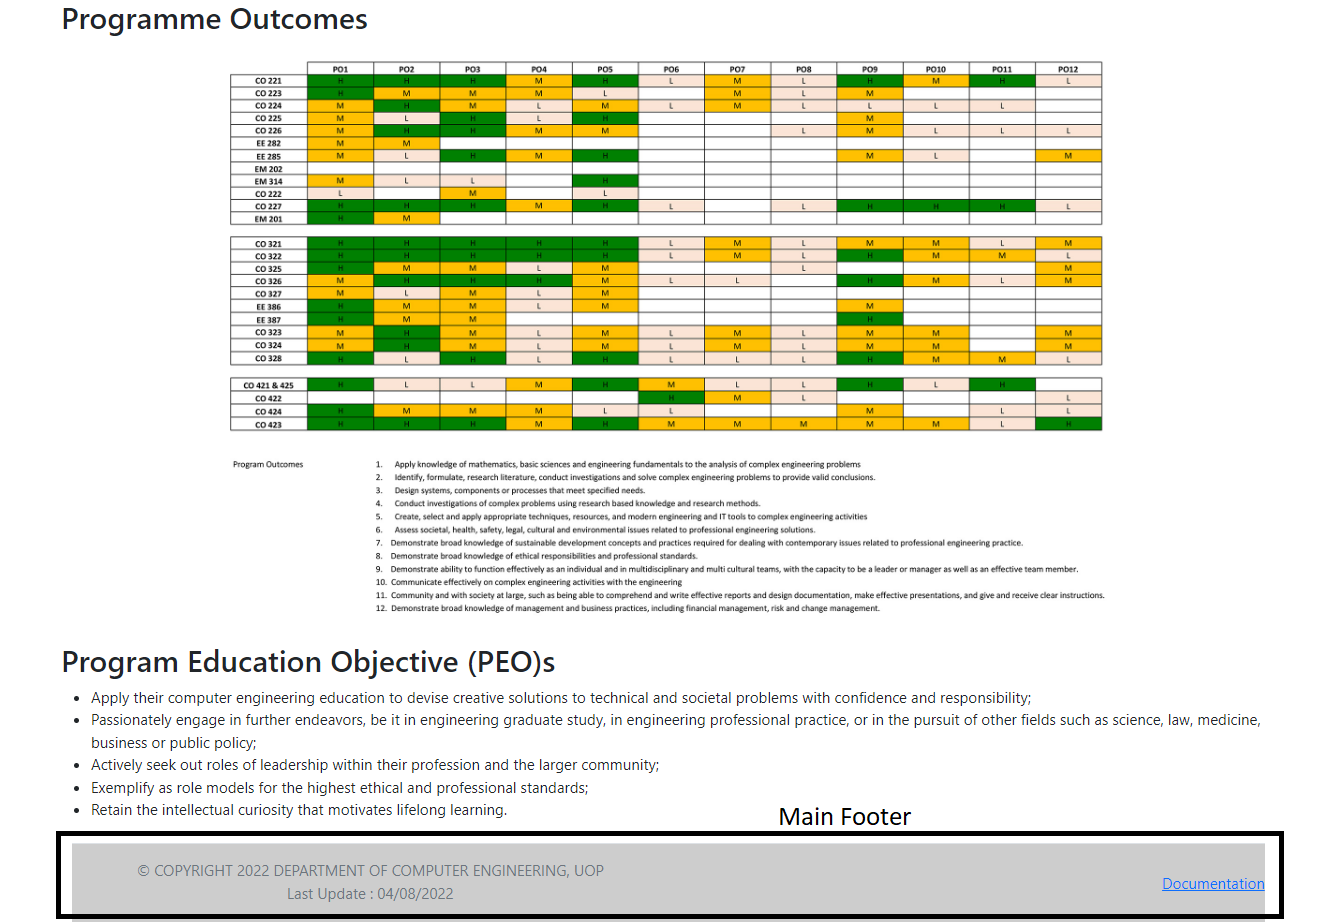 Programme Outcomes
PO1 PO2 PO3 PO4 PO5 PO6 PO7 PO8 PO9 PO10 PO11 PO12
CO 221 H H H M H L M L H M H L
CO 223 H M M M L M L M
CO 224 M H M L M L M L L L L
CO 225 M L H L H M
CO 226 M H H M M L M L L L
EE 282 M M
EE 285 M L H M H M L M
EM 202
EM 314 M L L H
CO 222 L M L
CO 227 H H H M H L L H H H L
EM 201 H M
CO 321 H H H H H L M L M M L M
CO 322 H H H H H L M L H M M L
CO 325 H M M L M L M
CO 326 M H H H M L L H M L M
CO 327 M L M L M
EE 386 H M M L M M
EE 387 H M M H
CO 323 M H M L M L M L M M M
CO 324 M H M L M L M L M M M
CO 328 H L H L H L L L H M M L
CO 421 & 425 H L L M H M L L H L H
CO 422 H M L L
CO 424 H M M M L L M L L
CO 423 H H H M H M M M M M L H
Program Outcomes
1. Apply knowledge of mathematics, basic sciences and engineering fundamentals to the analysis of complex engineering problems
2. Identify, formulate, research literature, conduct investigations and solve complex engineering problems to provide valid conclusions.
3. Design systems, components or processes that meet specified needs.
4. Conduct investigations of complex problems using research based knowledge and research methods.
5. Create, select and apply appropriate techniques, resources, and modern engineering and IT tools to complex engineering activities
6. Assess societal, health, safety, legal, cultural and environmental issues related to professional engineering solutions.
7. Demonstrate broad knowledge of sustainable development concepts and practices required for dealing with contemporary issues related to professional engineering practice.
8. Demonstrate broad knowledge of ethical responsibilities and professional standards.
9. Demonstrate ability to function effectively as an individual and in multidisciplinary and multi cultural teams, with the capacity to be a leader or manager as well as an effective team member.
10. Communicate effectively on complex engineering activities with the engineering
11. Community and with society at large, such as being able to comprehend and write effective reports and design documentation, make effective presentations, and give and receive clear instructions.
12. Demonstrate broad knowledge of management and business practices, including financial management, risk and change management.
Program Education Objective (PEO)s
• Apply their computer engineering education to devise creative solutions to technical and societal problems with confidence and responsibility;
• Passionately engage in further endeavors, be it in engineering graduate study, in engineering professional practice, or in the pursuit of other fields such as science, law, medicine,
business or public policy;
• Actively seek out roles of leadership within their profession and the larger community;
• Exemplify as role models for the highest ethical and professional standards;
• Retain the intellectual curiosity that motivates lifelong learning.
Main Footer
© COPYRIGHT 2022 DEPARTMENT OF COMPUTER ENGINEERING, UOP
Last Update : 04/08/2022
Documentation